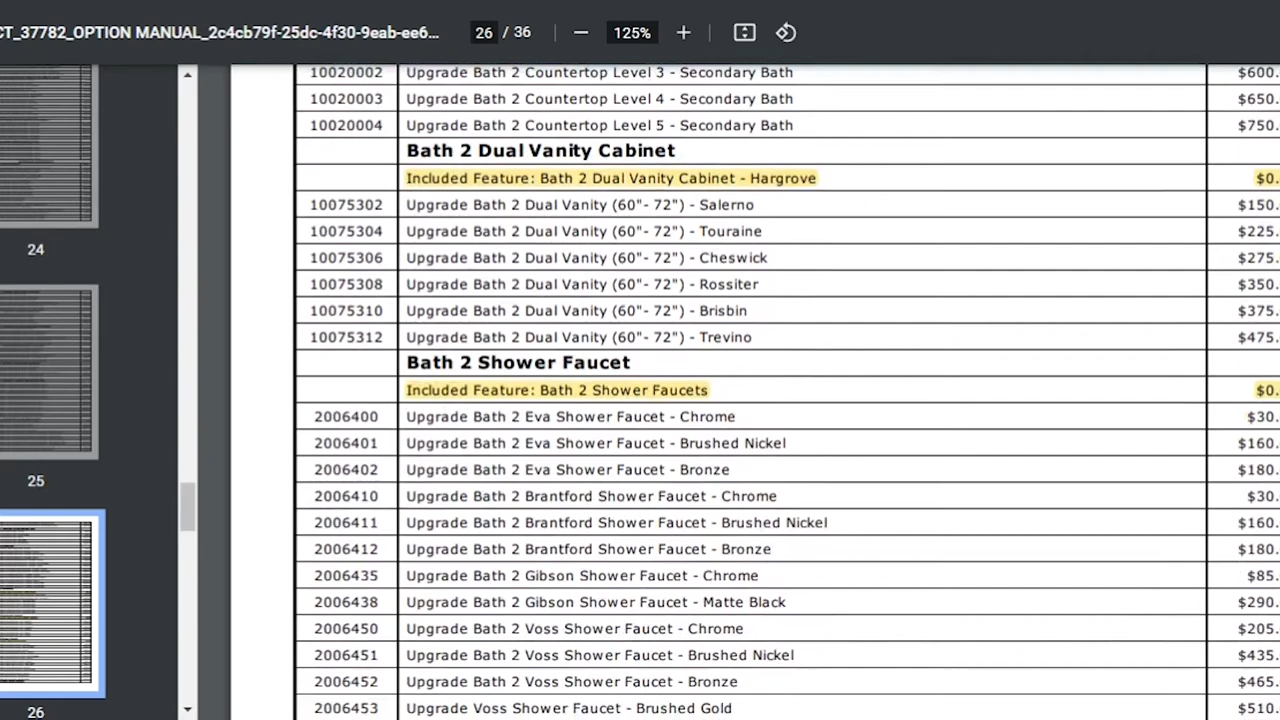 CT_37782_OPTION MANUAL_2c4cb79f-25dc-4f30-9eab-ee6... 26 / 36 125%
10020002 Upgrade Bath 2 Countertop Level 3 - Secondary Bath $600.
10020003 Upgrade Bath 2 Countertop Level 4 - Secondary Bath $650.
10020004 Upgrade Bath 2 Countertop Level 5 - Secondary Bath $750.
Bath 2 Dual Vanity Cabinet
Included Feature: Bath 2 Dual Vanity Cabinet - Hargrove $0.
10075302 Upgrade Bath 2 Dual Vanity (60"- 72") - Salerno $150.
10075304 Upgrade Bath 2 Dual Vanity (60"- 72") - Touraine $225.
10075306 Upgrade Bath 2 Dual Vanity (60"- 72") - Cheswick $275.
10075308 Upgrade Bath 2 Dual Vanity (60"- 72") - Rossiter $350.
10075310 Upgrade Bath 2 Dual Vanity (60"- 72") - Brisbin $375.
10075312 Upgrade Bath 2 Dual Vanity (60"- 72") - Trevino $475.
Bath 2 Shower Faucet
Included Feature: Bath 2 Shower Faucets $0.
2006400 Upgrade Bath 2 Eva Shower Faucet - Chrome $30.
2006401 Upgrade Bath 2 Eva Shower Faucet - Brushed Nickel $160.
2006402 Upgrade Bath 2 Eva Shower Faucet - Bronze $180.
2006410 Upgrade Bath 2 Brantford Shower Faucet - Chrome $30.
2006411 Upgrade Bath 2 Brantford Shower Faucet - Brushed Nickel $160.
2006412 Upgrade Bath 2 Brantford Shower Faucet - Bronze $180.
2006435 Upgrade Bath 2 Gibson Shower Faucet - Chrome $85.
2006438 Upgrade Bath 2 Gibson Shower Faucet - Matte Black $290.
2006450 Upgrade Bath 2 Voss Shower Faucet - Chrome $205.
2006451 Upgrade Bath 2 Voss Shower Faucet - Brushed Nickel $435.
2006452 Upgrade Bath 2 Voss Shower Faucet - Bronze $465.
2006453 Upgrade Voss Shower Faucet - Brushed Gold $510.
24
25
26